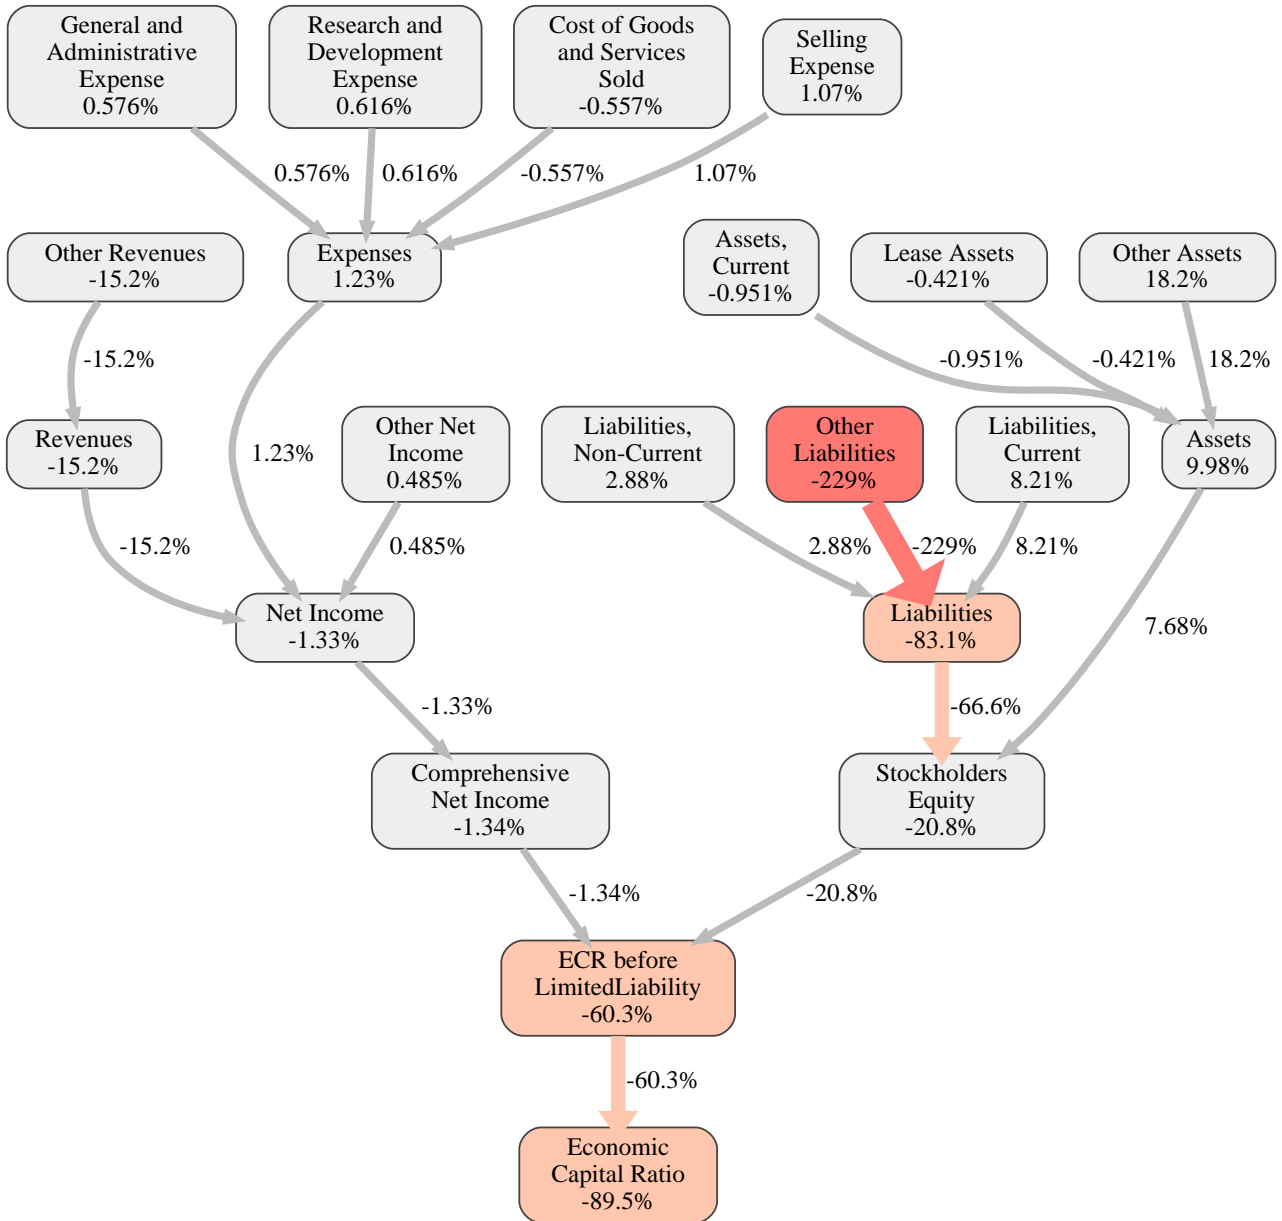 General and
Administrative
Expense
0.576%
Research and
Development
Expense
0.616%
Cost of Goods
and Services
Sold
-0.557%
Selling
Expense
1.07%
0.576%
0.616%
-0.557%
1.07%
Other Revenues
-15.2%
Expenses
1.23%
Assets,
Current
-0.951%
Lease Assets
-0.421%
Other Assets
18.2%
-15.2%
-0.951%
-0.421%
18.2%
Revenues
-15.2%
1.23%
Other Net
Income
0.485%
Liabilities,
Non-Current
2.88%
Other
Liabilities
-229%
Liabilities,
Current
8.21%
Assets
9.98%
-15.2%
0.485%
2.88%
-229%
8.21%
Net Income
-1.33%
Liabilities
-83.1%
7.68%
-1.33%
-66.6%
Comprehensive
Net Income
-1.34%
Stockholders
Equity
-20.8%
-1.34%
-20.8%
ECR before
LimitedLiability
-60.3%
-60.3%
Economic
Capital Ratio
-89.5%